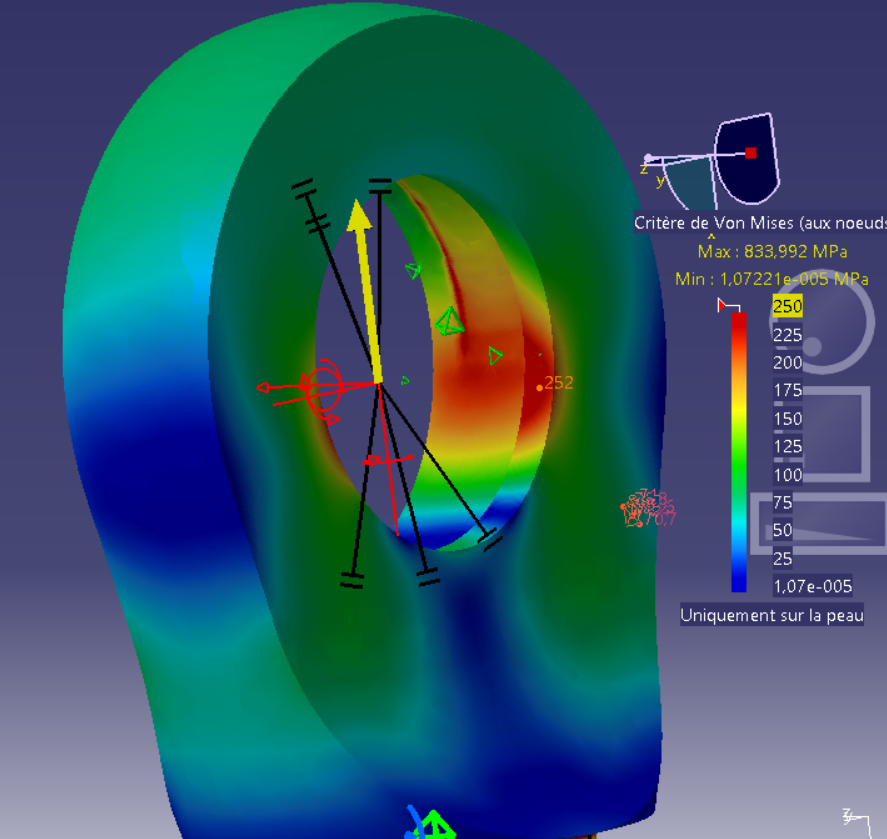 z
y
Critère de Von Mises (aux noeuds
Max : 833,992 MPa
Min : 1,07221e-005 MPa
250
225
200
175
150
125
100
75
50
25
1,07e-005
Uniquement sur la peau
252